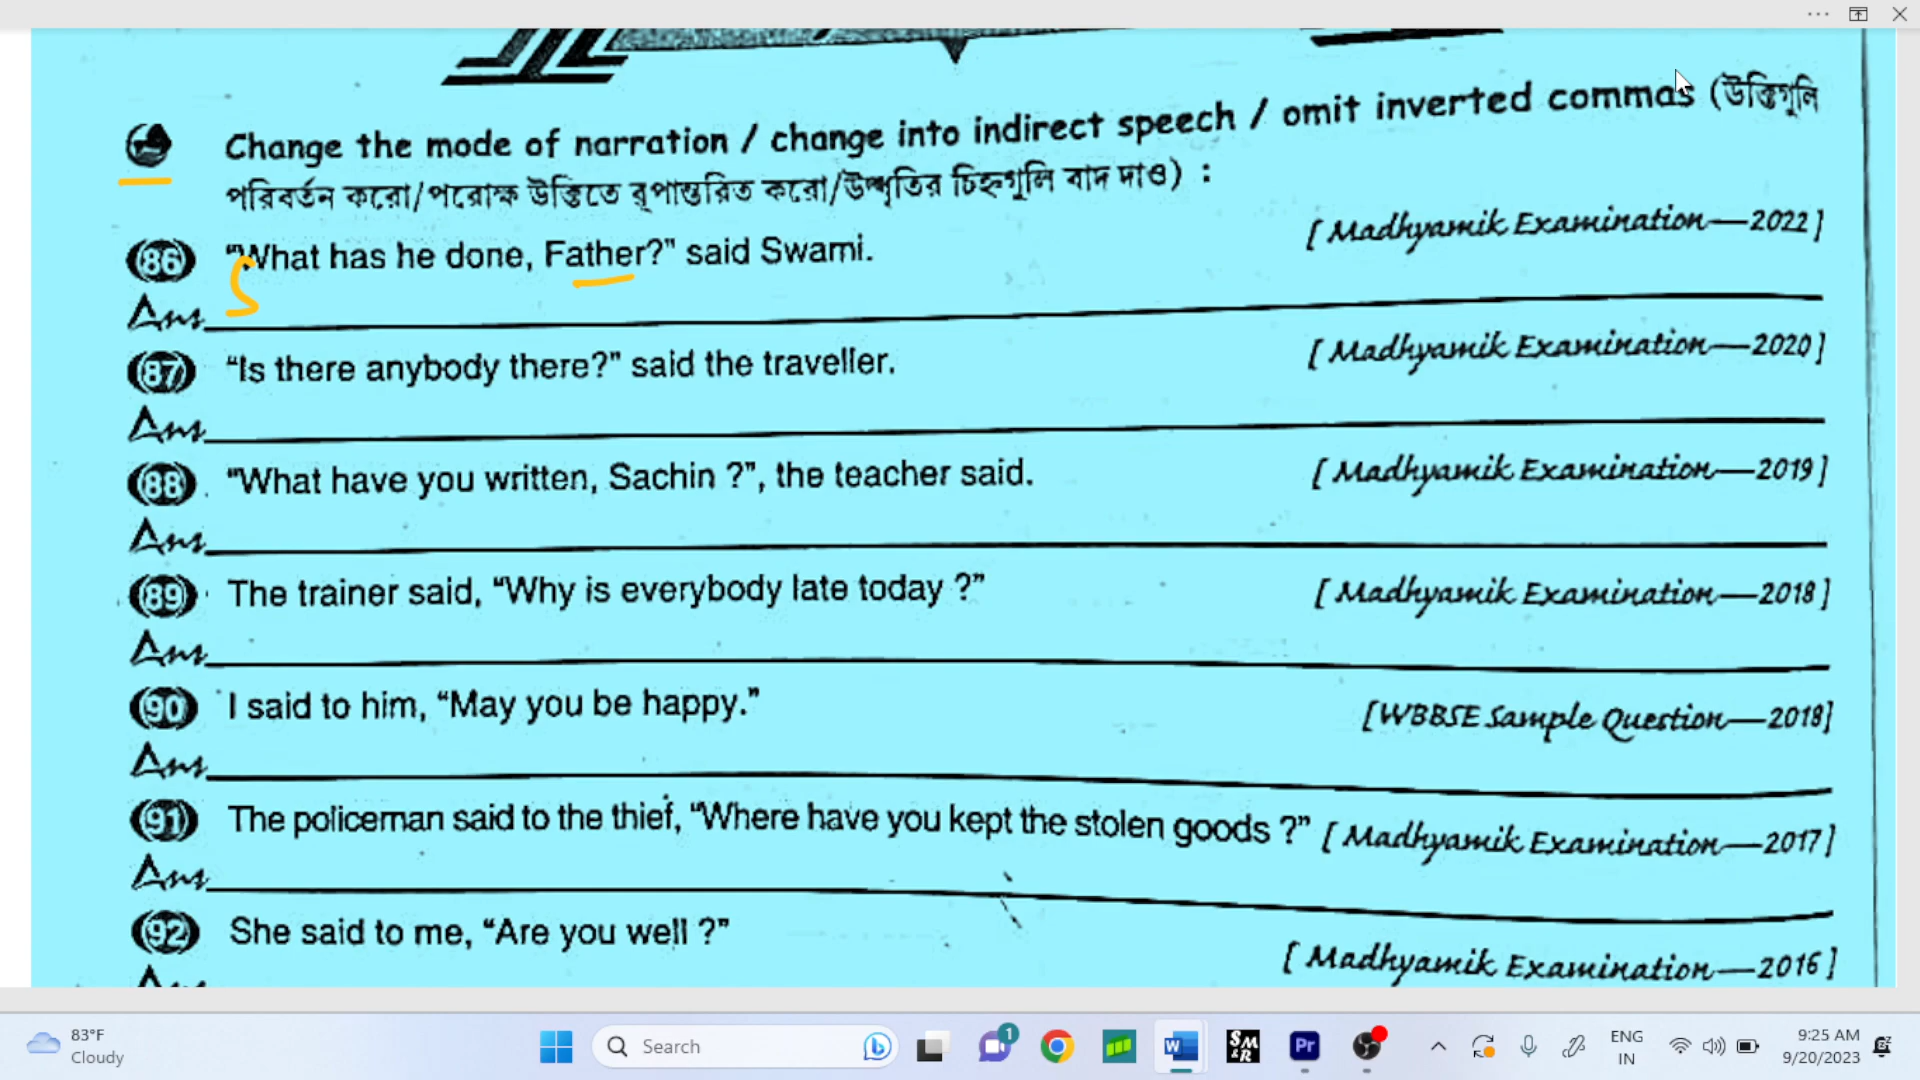 Change the mode of narration / change into indirect speech / omit inverted commas (উক্তিগুলি
পরিবর্তন করো/পরোক্ষ উক্তিতে রূপান্তরিত করো/উদ্ধৃতির চিহ্নগুলি বাদ দাও) :
(86) “What has he done, Father?” said Swami. [Madhyamik Examination—2022]
Ans
(87) “Is there anybody there?” said the traveller. [Madhyamik Examination—2020]
Ans
(88) “What have you written, Sachin ?”, the teacher said. [Madhyamik Examination—2019]
Ans
(89) The trainer said, “Why is everybody late today ?” [Madhyamik Examination—2018]
Ans
(90) I said to him, “May you be happy.” [WBBSE Sample Question—2018]
Ans
(91) The policeman said to the thief, “Where have you kept the stolen goods ?” [Madhyamik Examination—2017]
Ans
(92) She said to me, “Are you well ?” [Madhyamik Examination—2016]
83°F
Cloudy
Search
1
W
SM&R
Pr
ENG
IN
9:25 AM
9/20/2023